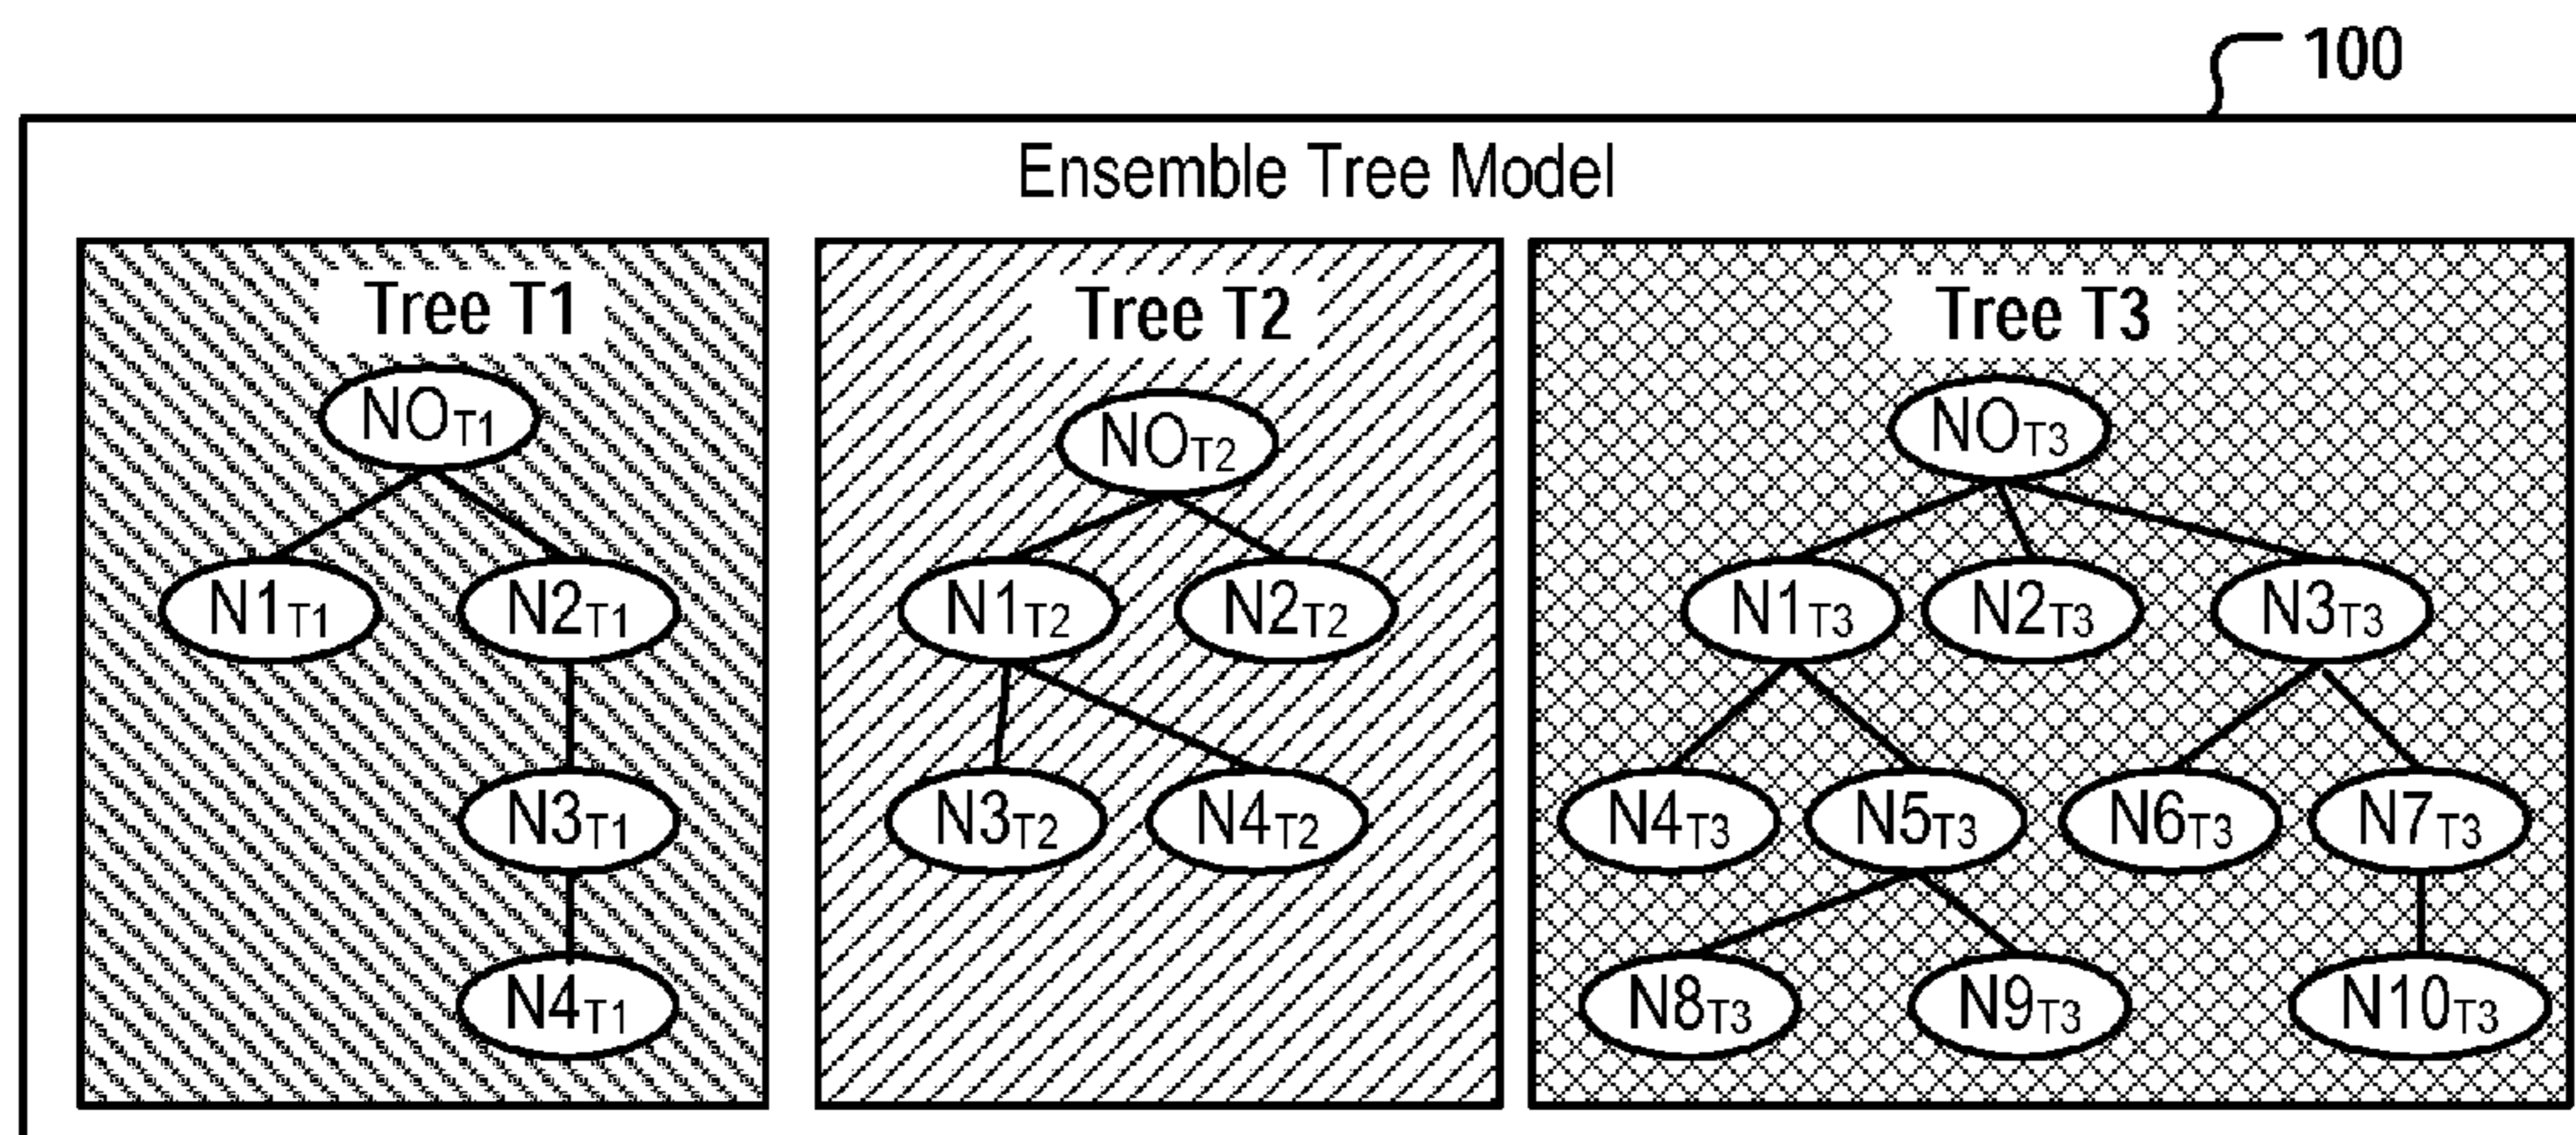 100
Ensemble Tree Model
Tree T1
NOT1
N1T1 N2T1
N3T1
N4T1
Tree T2
NOT2
N1T2 N2T2
N3T2 N4T2
Tree T3
NOT3
N1T3 N2T3 N3T3
N4T3 N5T3 N6T3 N7T3
N8T3 N9T3 N10T3